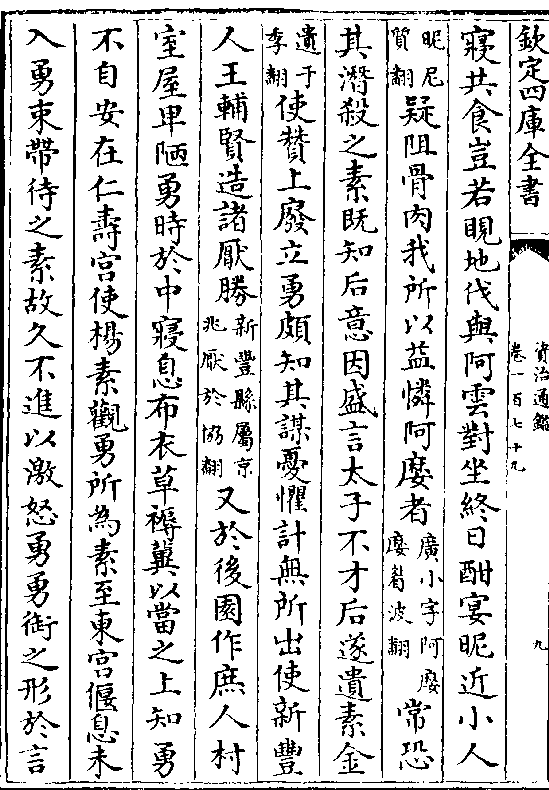 欽定四庫全書
資治通鑑
卷一百七十九
九
寢共食豈若睍地伐與阿雲對坐終日酣宴昵近小人
昵尼質翻疑阻骨肉我所以益憐阿㜷者廣小字阿㜷㜷蒭波翻常恐
其潛殺之素既知后意因盛言太子不才后遂遺素金
遺于季翻使賛上廢立勇頗知其謀憂懼計無所出使新豐
人王輔賢造諸厭勝新豐縣屬京兆厭於協翻又於後園作庶人村
室屋卑陋勇時於中寢息布衣草褥冀以當之上知勇
不自安在仁壽宫使楊素觀勇所為素至東宫偃息未
入勇束帶待之素故久不進以激怒勇勇銜之形於言